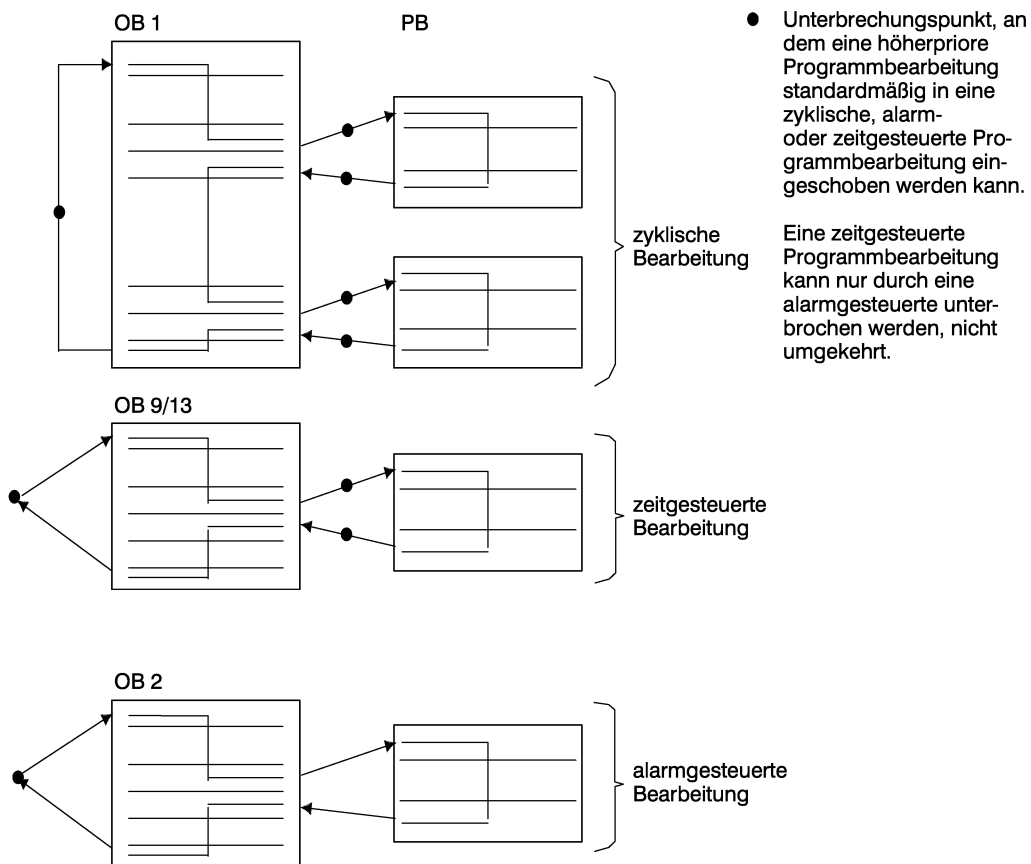 OB 1
PB
zyklische
Bearbeitung
Unterbrechungspunkt, an
dem eine höherpriore
Programmbearbeitung
standardmäßig in eine
zyklische, alarm-
oder zeitgesteuerte Pro-
grammbearbeitung ein-
geschoben werden kann.
Eine zeitgesteuerte
Programmbearbeitung
kann nur durch eine
alarmgesteuerte unter-
brochen werden, nicht
umgekehrt.
OB 9/13
zeitgesteuerte
Bearbeitung
OB 2
alarmgesteuerte
Bearbeitung